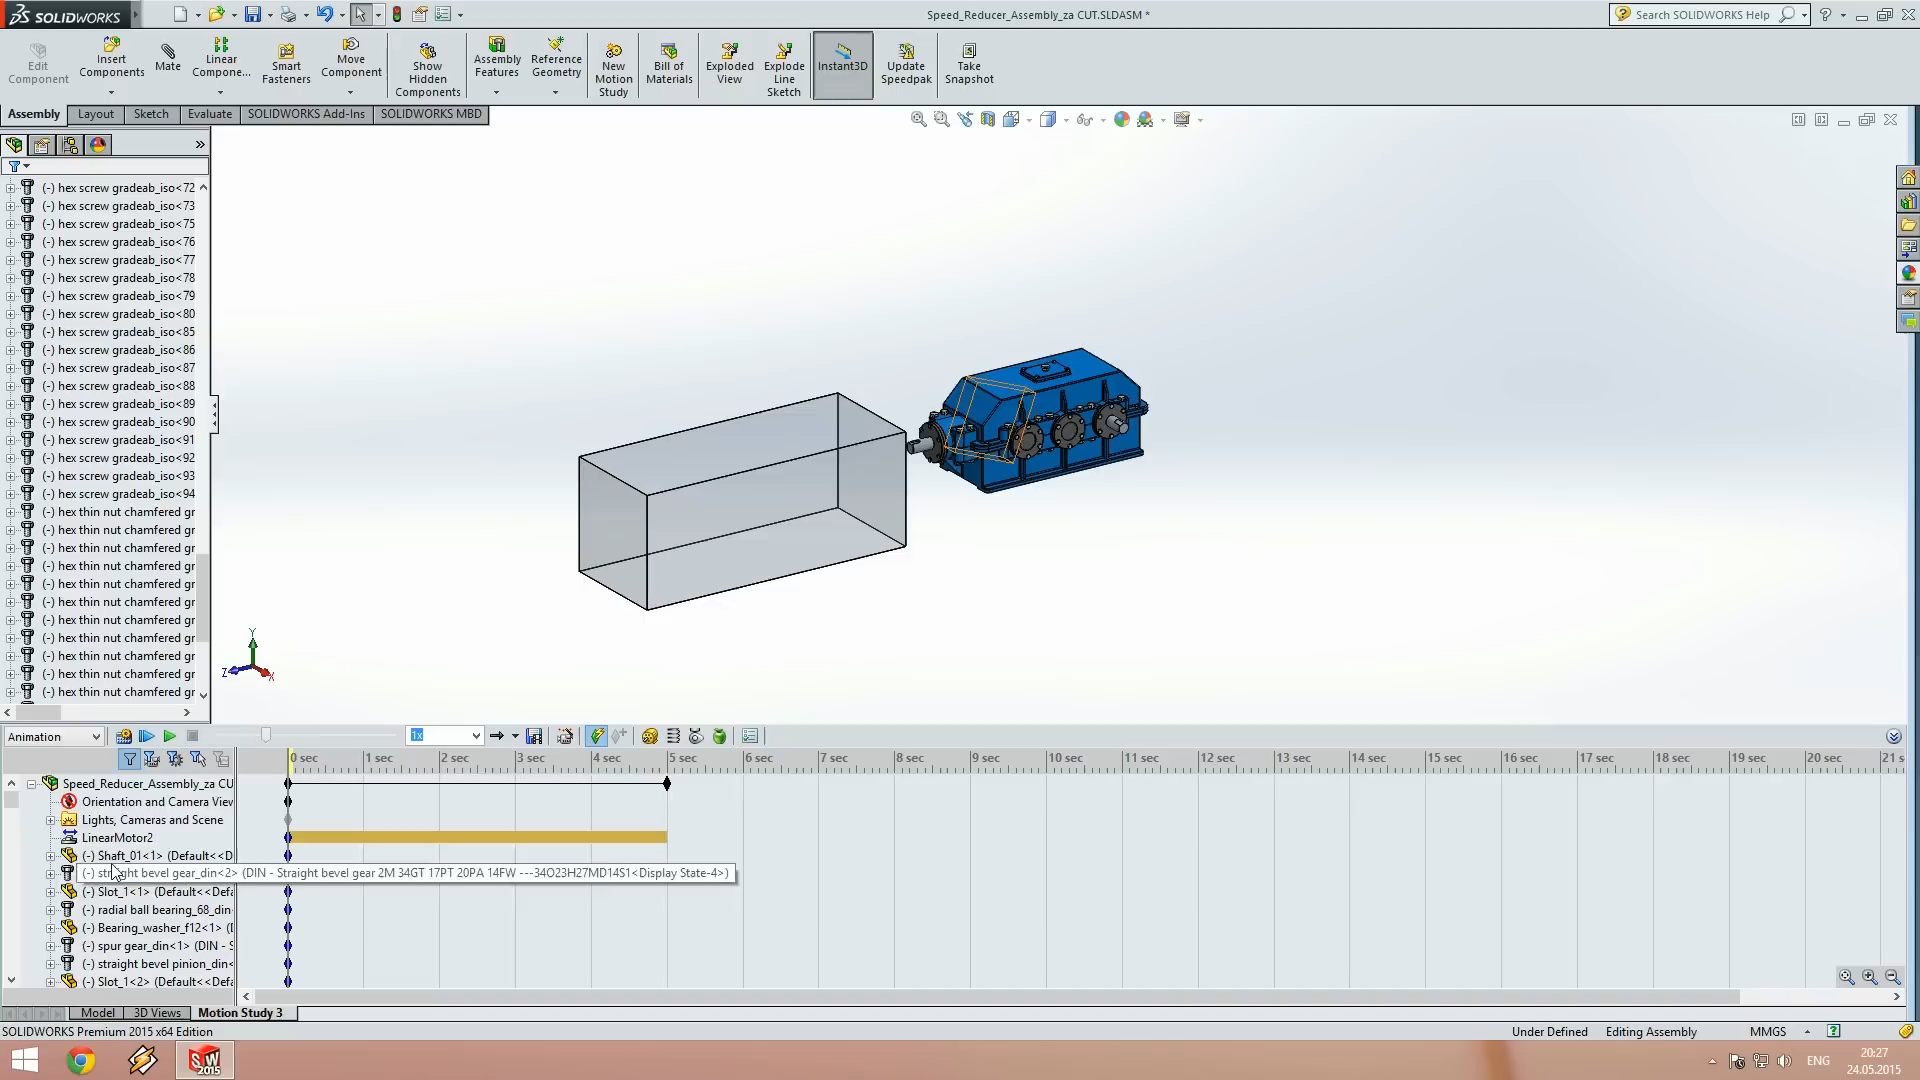 SOLIDWORKS
Speed_Reducer_Assembly_za CUT.SLDASM *
Search SOLIDWORKS Help
Edit
Component
Insert
Components
Mate
Linear
Compone...
Smart
Fasteners
Move
Component
Show
Hidden
Components
Assembly
Features
Reference
Geometry
New
Motion
Study
Bill of
Materials
Exploded
View
Explode
Line
Sketch
Instant3D
Update
Speedpak
Take
Snapshot
Assembly
Layout
Sketch
Evaluate
SOLIDWORKS Add-Ins
SOLIDWORKS MBD
(-) hex screw gradeab_iso<72
(-) hex screw gradeab_iso<73
(-) hex screw gradeab_iso<75
(-) hex screw gradeab_iso<76
(-) hex screw gradeab_iso<77
(-) hex screw gradeab_iso<78
(-) hex screw gradeab_iso<79
(-) hex screw gradeab_iso<80
(-) hex screw gradeab_iso<85
(-) hex screw gradeab_iso<86
(-) hex screw gradeab_iso<87
(-) hex screw gradeab_iso<88
(-) hex screw gradeab_iso<89
(-) hex screw gradeab_iso<90
(-) hex screw gradeab_iso<91
(-) hex screw gradeab_iso<92
(-) hex screw gradeab_iso<93
(-) hex screw gradeab_iso<94
(-) hex thin nut chamfered gr
(-) hex thin nut chamfered gr
(-) hex thin nut chamfered gr
(-) hex thin nut chamfered gr
(-) hex thin nut chamfered gr
(-) hex thin nut chamfered gr
(-) hex thin nut chamfered gr
(-) hex thin nut chamfered gr
(-) hex thin nut chamfered gr
(-) hex thin nut chamfered gr
(-) hex thin nut chamfered gr
Y
Z
X
Animation
1x
0 sec
1 sec
2 sec
3 sec
4 sec
5 sec
6 sec
7 sec
8 sec
9 sec
10 sec
11 sec
12 sec
13 sec
14 sec
15 sec
16 sec
17 sec
18 sec
19 sec
20 sec
21 s
Speed_Reducer_Assembly_za CU
Orientation and Camera View
Lights, Cameras and Scene
LinearMotor2
(-) Shaft_01<1> (Default<<D
(-) straight bevel gear_din<2> (DIN - Straight bevel gear 2M 34GT 17PT 20PA 14FW ---34O23H27MD14S1<Display State-4>)
(-) Slot_1<1> (Default<<Defa
(-) radial ball bearing_68_din
(-) Bearing_washer_f12<1> (
(-) spur gear_din<1> (DIN - S
(-) straight bevel pinion_din<
(-) Slot_1<2> (Default<<Defa
Model
3D Views
Motion Study 3
SOLIDWORKS Premium 2015 x64 Edition
Under Defined
Editing Assembly
MMGS
SW
2015
ENG
20:27
24.05.2015